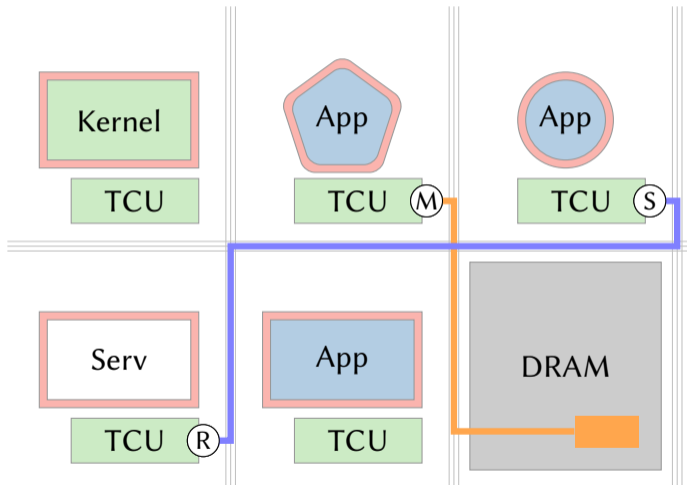 Kernel
App
App
TCU
TCU
M
TCU
S
Serv
App
DRAM
TCU
R
TCU